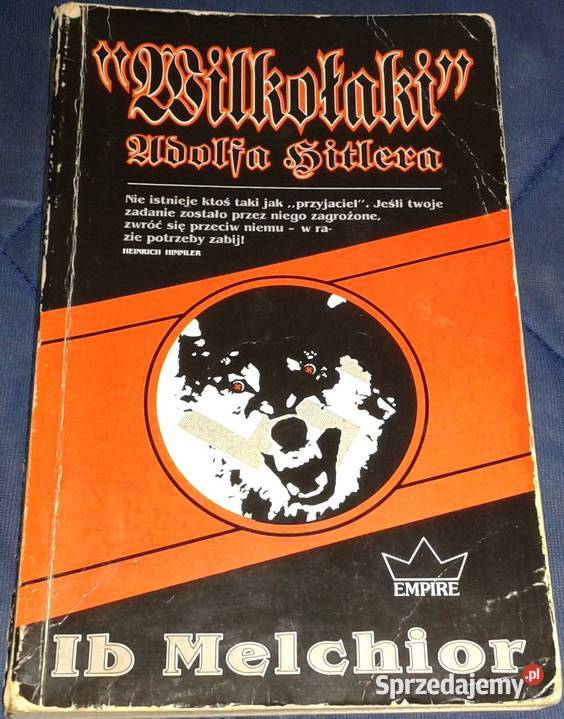 "Wilkołaki"
Adolfa Hitlera
Nie istnieje ktoś taki jak ,,przyjaciel". Jeśli twoje
zadanie zostało przez niego zagrożone,
zwróć się przeciw niemu – w ra-
zie potrzeby zabij!
HEINRICH HIMMLER
EMPIRE
Ib Melchior
Sprzedajemy.pl